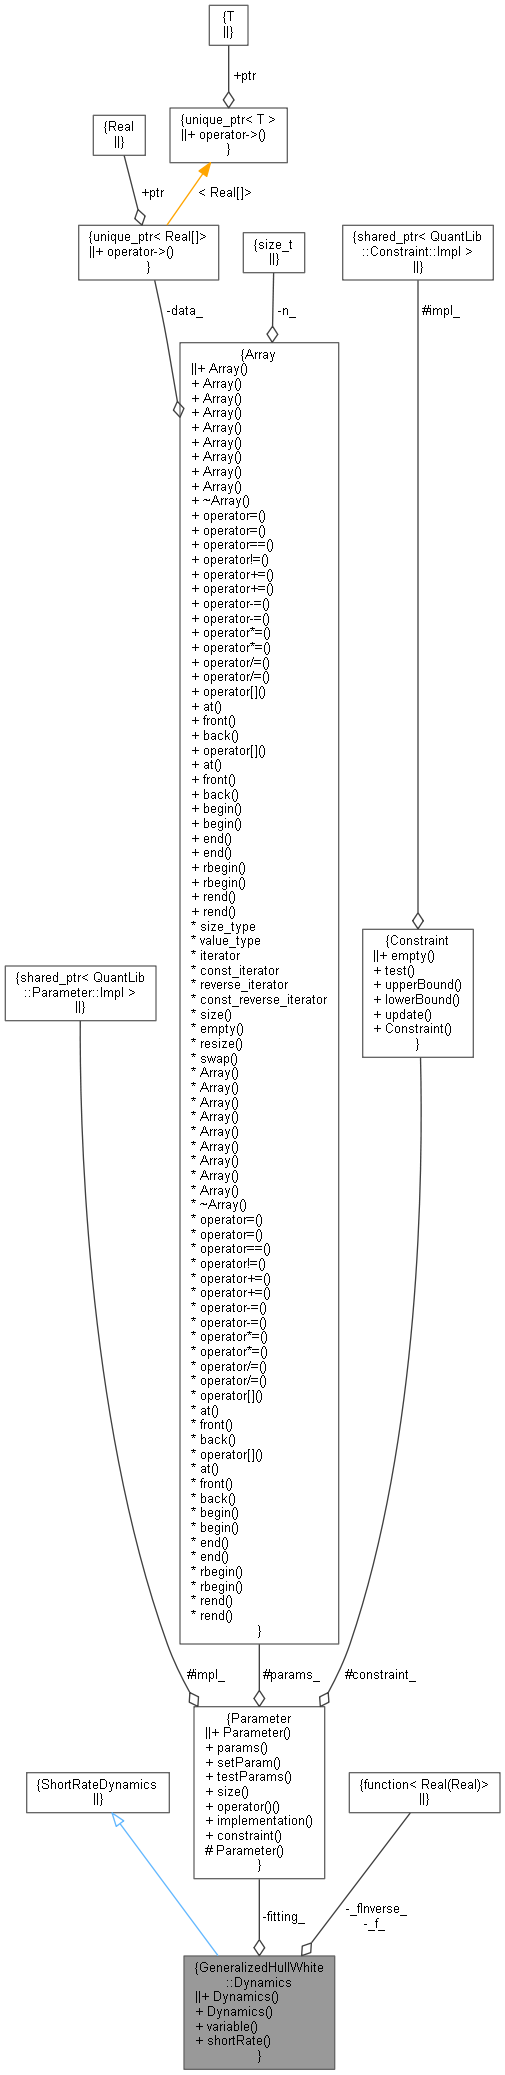 {T
||}
+ptr
{unique_ptr< T >
||+ operator->()
}
{Real
||}
+ptr
< Real[]>
{unique_ptr< Real[]>
||+ operator->()
}
{size_t
||}
{shared_ptr< QuantLib
::Constraint::Impl >
||}
-data_
-n_
#impl_
{Array
||+ Array()
+ Array()
+ Array()
+ Array()
+ Array()
+ Array()
+ Array()
+ Array()
+ Array()
+ ~Array()
+ operator=()
+ operator=()
+ operator==()
+ operator!=()
+ operator+=()
+ operator+=()
+ operator-=()
+ operator-=()
+ operator*=()
+ operator*=()
+ operator/=()
+ operator/=()
+ operator[]()
+ at()
+ front()
+ back()
+ operator[]()
+ at()
+ front()
+ back()
+ begin()
+ begin()
+ end()
+ end()
+ rbegin()
+ rbegin()
+ rend()
+ rend()
* size_type
* value_type
* iterator
* const_iterator
* reverse_iterator
* const_reverse_iterator
* size()
* empty()
* resize()
* swap()
* Array()
* Array()
* Array()
* Array()
* Array()
* Array()
* Array()
* Array()
* Array()
* ~Array()
* operator=()
* operator=()
* operator==()
* operator!=()
* operator+=()
* operator+=()
* operator-=()
* operator-=()
* operator*=()
* operator*=()
* operator/=()
* operator/=()
* operator[]()
* at()
* front()
* back()
* operator[]()
* at()
* front()
* back()
* begin()
* begin()
* end()
* end()
* rbegin()
* rbegin()
* rend()
* rend()
}
{Constraint
||+ empty()
+ test()
+ upperBound()
+ lowerBound()
+ update()
+ Constraint()
}
{shared_ptr< QuantLib
::Parameter::Impl >
||}
#impl_
#params_
#constraint_
{Parameter
||+ Parameter()
+ params()
+ setParam()
+ testParams()
+ size()
+ operator()()
+ implementation()
+ constraint()
# Parameter()
}
{ShortRateDynamics
||}
{function< Real(Real)>
||}
-fitting_
-_fInverse_
-_f_
{GeneralizedHullWhite
::Dynamics
||+ Dynamics()
+ Dynamics()
+ variable()
+ shortRate()
}